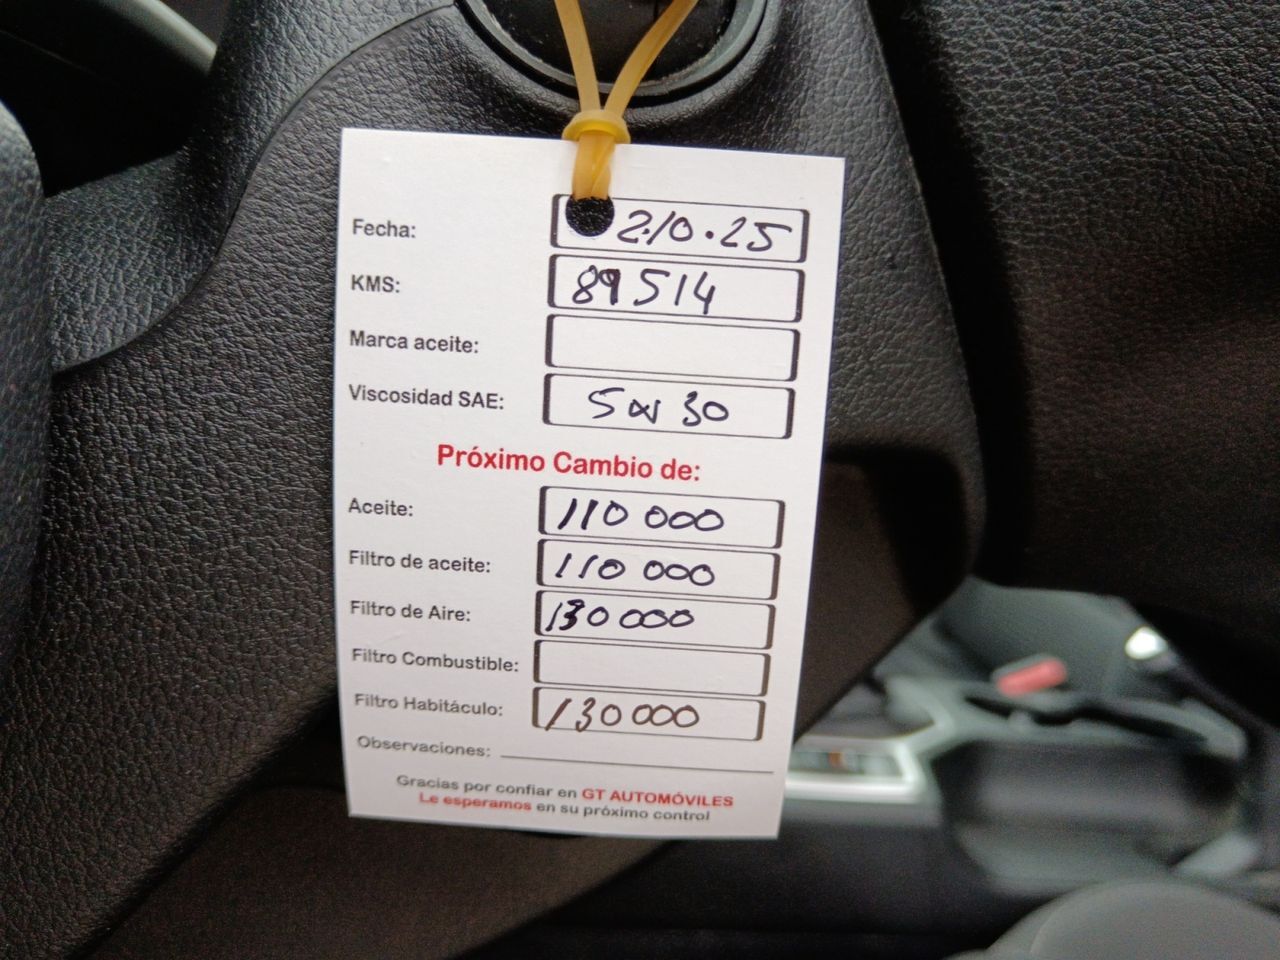 Fecha: 2.10.25
KMS: 89514
Marca aceite:
Viscosidad SAE: 5W30
Próximo Cambio de:
Aceite: 110 000
Filtro de aceite: 110 000
Filtro de Aire: 130 000
Filtro Combustible:
Filtro Habitáculo: 130 000
Observaciones:
Gracias por confiar en GT AUTOMÓVILES
Le esperamos en su próximo control